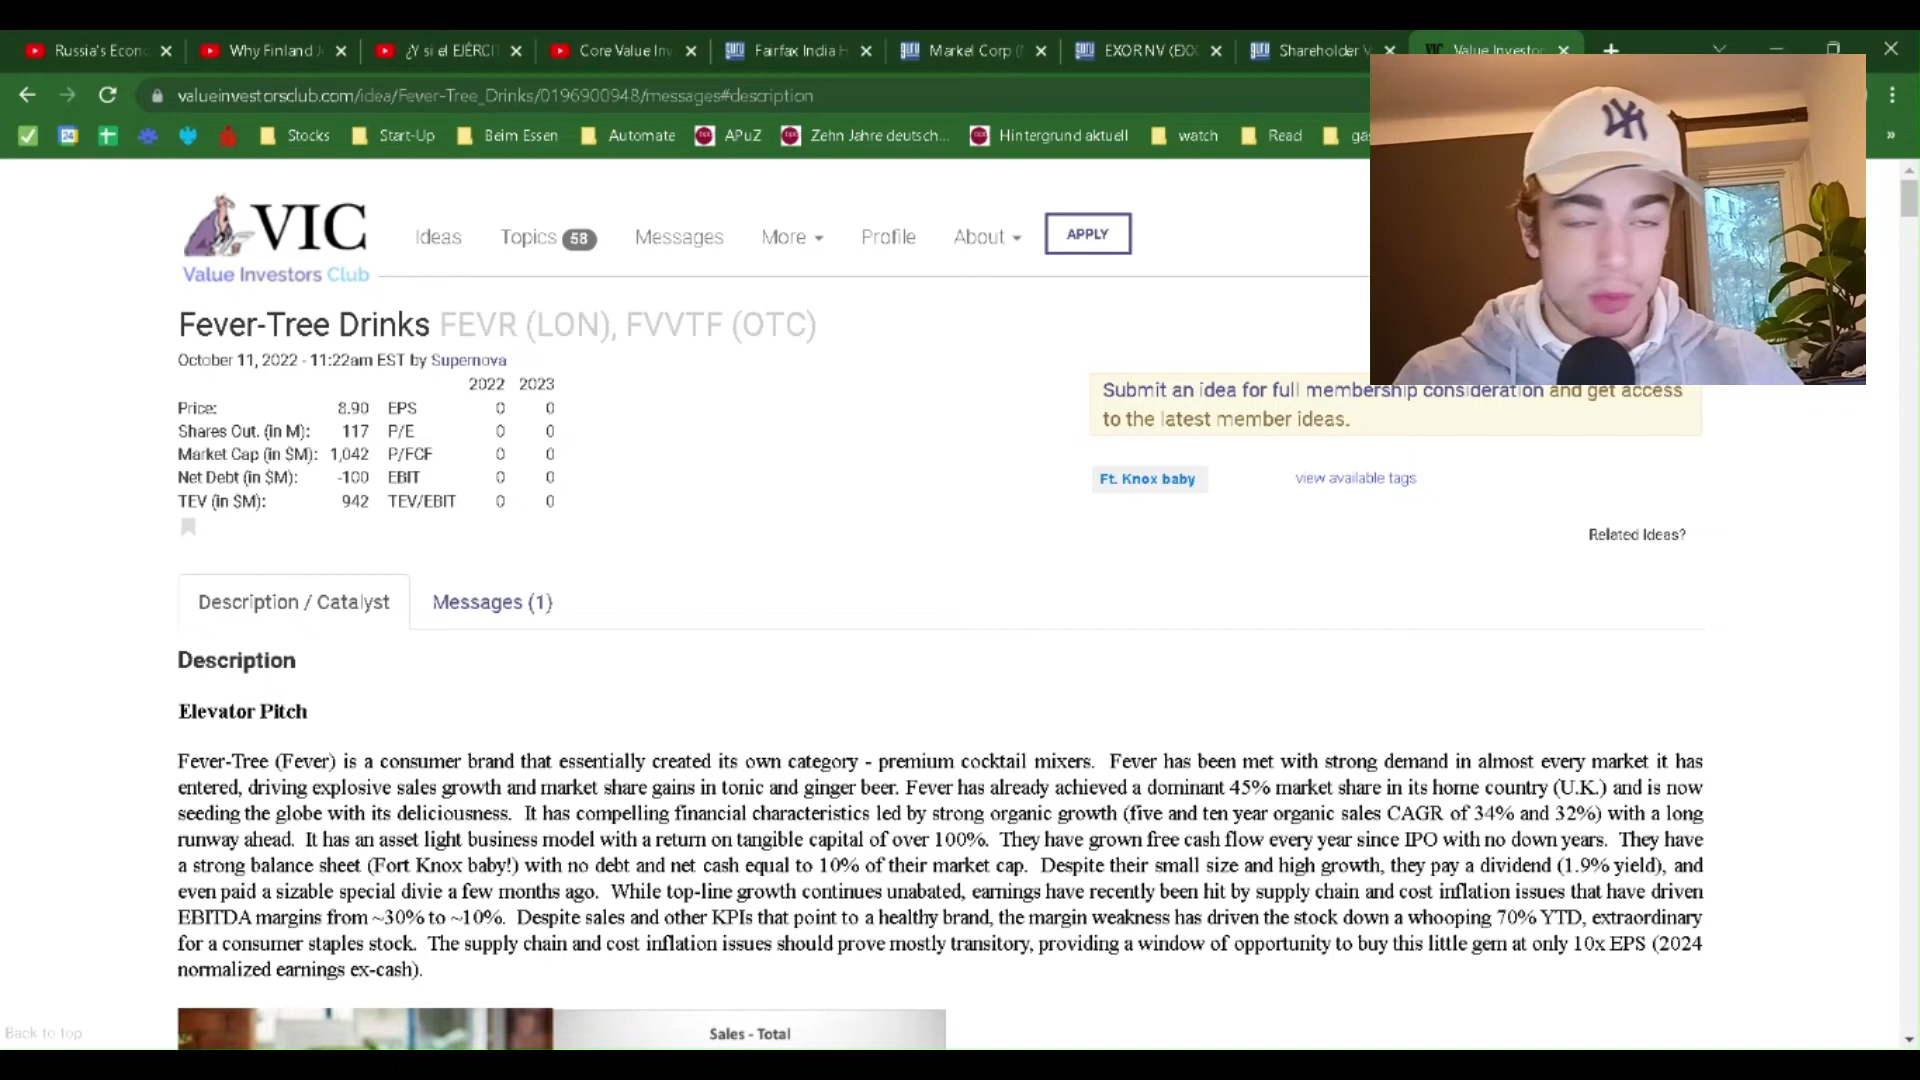 Russia's Econ
Why Finland J
¿Y si el EJÉRCI
Core Value Inv
Fairfax India H
Markel Corp (
EXOR NV (EXX
Shareholder V
Value Investor
valueinvestorsclub.com/idea/Fever-Tree_Drinks/0196900948/messages#description
Stocks
Start-Up
Beim Essen
Automate
APuZ
Zehn Jahre deutsch...
Hintergrund aktuell
watch
Read
VIC
Value Investors Club
Ideas
Topics 58
Messages
More
Profile
About
APPLY
Fever-Tree Drinks FEVR (LON), FVVTF (OTC)
October 11, 2022 - 11:22am EST by Supernova
2022 2023
Price: 8.90 EPS 0 0
Shares Out. (in M): 117 P/E 0 0
Market Cap (in $M): 1,042 P/FCF 0 0
Net Debt (in $M): -100 EBIT 0 0
TEV (in $M): 942 TEV/EBIT 0 0
Submit an idea for full membership consideration and get access
to the latest member ideas.
Ft. Knox baby
view available tags
Related Ideas?
Description / Catalyst
Messages (1)
Description
Elevator Pitch
Fever-Tree (Fever) is a consumer brand that essentially created its own category - premium cocktail mixers. Fever has been met with strong demand in almost every market it has
entered, driving explosive sales growth and market share gains in tonic and ginger beer. Fever has already achieved a dominant 45% market share in its home country (U.K.) and is now
seeding the globe with its deliciousness. It has compelling financial characteristics led by strong organic growth (five and ten year organic sales CAGR of 34% and 32%) with a long
runway ahead. It has an asset light business model with a return on tangible capital of over 100%. They have grown free cash flow every year since IPO with no down years. They have
a strong balance sheet (Fort Knox baby!) with no debt and net cash equal to 10% of their market cap. Despite their small size and high growth, they pay a dividend (1.9% yield), and
even paid a sizable special divie a few months ago. While top-line growth continues unabated, earnings have recently been hit by supply chain and cost inflation issues that have driven
EBITDA margins from ~30% to ~10%. Despite sales and other KPIs that point to a healthy brand, the margin weakness has driven the stock down a whooping 70% YTD, extraordinary
for a consumer staples stock. The supply chain and cost inflation issues should prove mostly transitory, providing a window of opportunity to buy this little gem at only 10x EPS (2024
normalized earnings ex-cash).
Back to top
Sales - Total